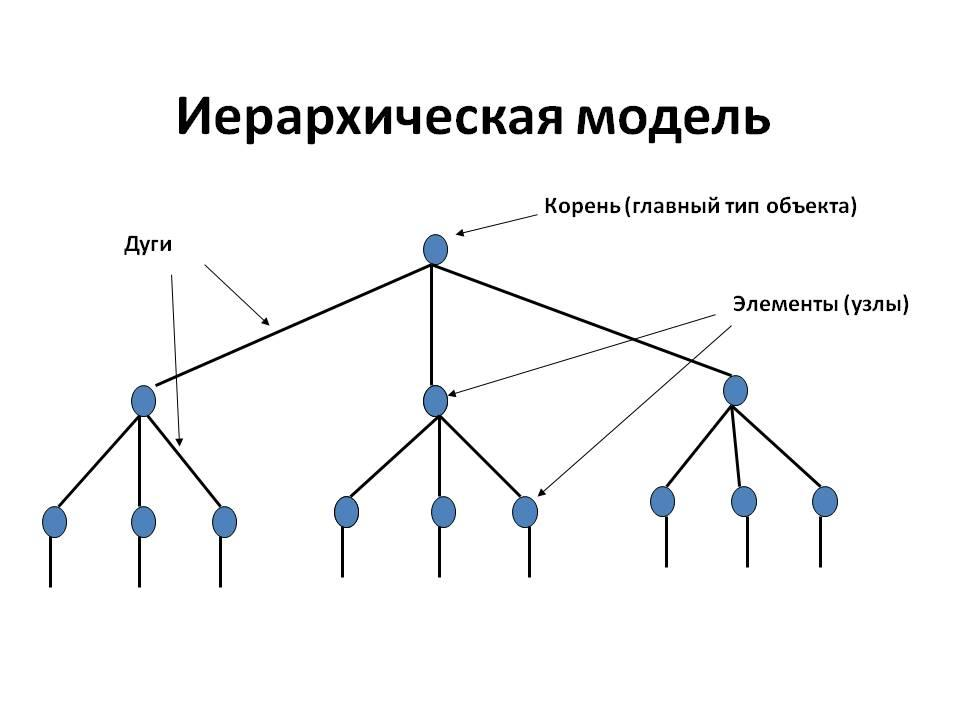 Иерархическая модель
Корень (главный тип объекта)
Дуги
Элементы (узлы)